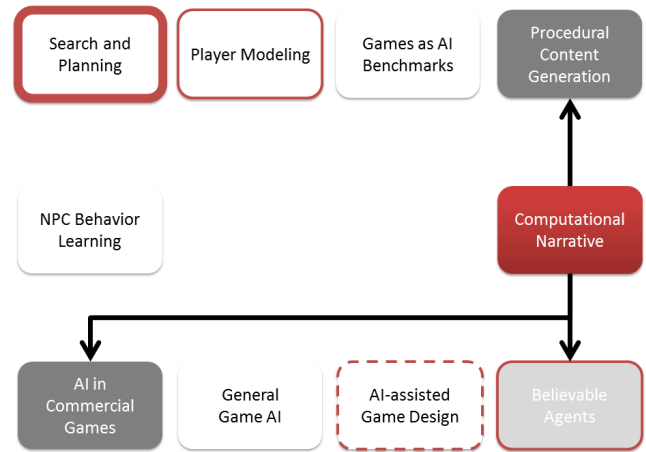 Search and
Planning
Player Modeling
Games as AI
Benchmarks
Procedural
Content
Generation
NPC Behavior
Learning
Computational
Narrative
AI in
Commercial
Games
General
Game AI
AI-assisted
Game Design
Believable
Agents